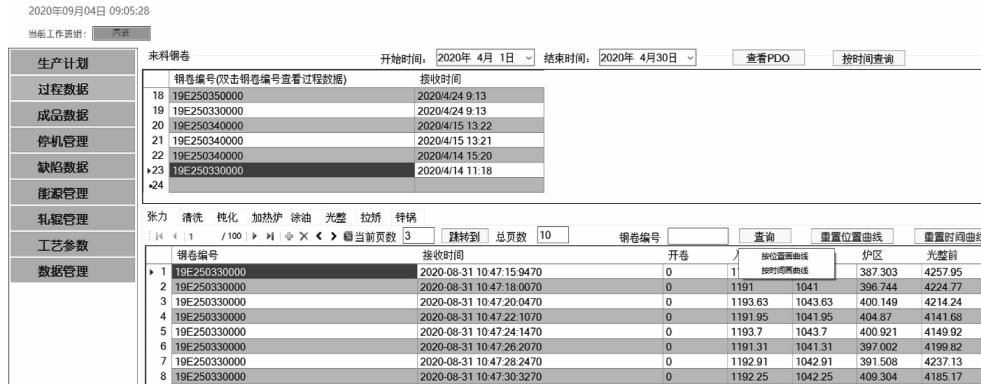 2020年09月04日 09:05:28
当前工作班组： 丙班
生产计划
过程数据
成品数据
停机管理
缺陷数据
能源管理
轧辊管理
工艺参数
数据管理
来料钢卷 开始时间： 2020年 4月 1日 结束时间： 2020年 4月30日 查看PDO 按时间查询
钢卷编号(双击钢卷编号查看过程数据) 接收时间
18 19E250350000 2020/4/24 9:13
19 19E250330000 2020/4/24 9:13
20 19E250340000 2020/4/15 13:22
21 19E250340000 2020/4/15 13:21
22 19E250340000 2020/4/14 15:20
23 19E250330000 2020/4/14 11:18
24
张力 清洗 钝化 加热炉 涂油 光整 拉矫 锌锅
1 / 100 当前页数 3 跳转到 总页数 10 钢卷编号 查询 重置位置曲线 重置时间曲线
钢卷编号 接收时间 开卷 炉区 光整前
按位置画曲线
按时间画曲线
1 19E250330000 2020-08-31 10:47:15:9470 0 387.303 4257.95
2 19E250330000 2020-08-31 10:47:18:0070 0 1191 1041 396.744 4224.77
3 19E250330000 2020-08-31 10:47:20:0470 0 1193.63 1043.63 400.149 4214.24
4 19E250330000 2020-08-31 10:47:22:1070 0 1191.95 1041.95 404.87 4141.68
5 19E250330000 2020-08-31 10:47:24:1470 0 1193.7 1043.7 400.921 4149.92
6 19E250330000 2020-08-31 10:47:26:2070 0 1191.31 1041.31 397.002 4199.82
7 19E250330000 2020-08-31 10:47:28:2470 0 1192.91 1042.91 391.508 4237.13
8 19E250330000 2020-08-31 10:47:30:3270 0 1192.25 1042.25 409.304 4185.17